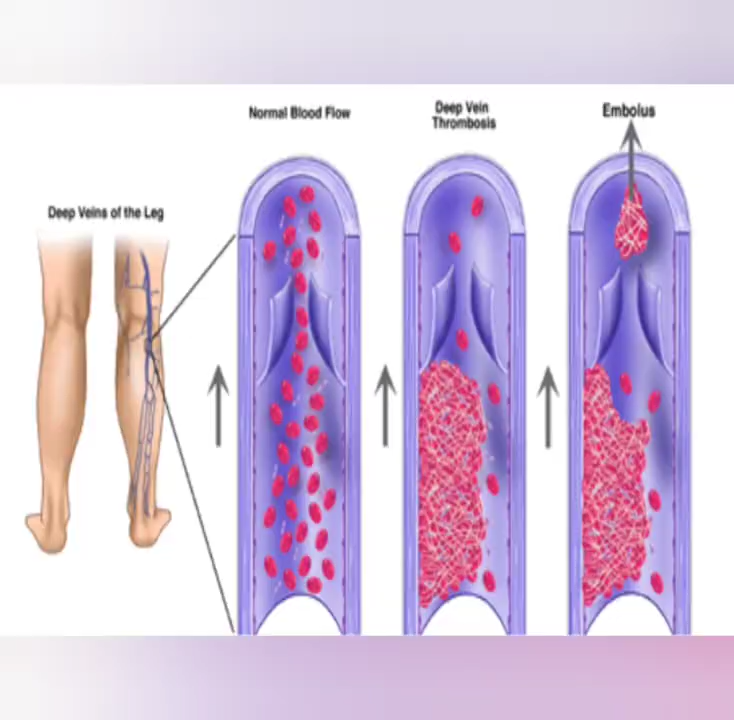 Normal Blood Flow
Deep Vein
Thrombosis
Embolus
Deep Veins of the Leg